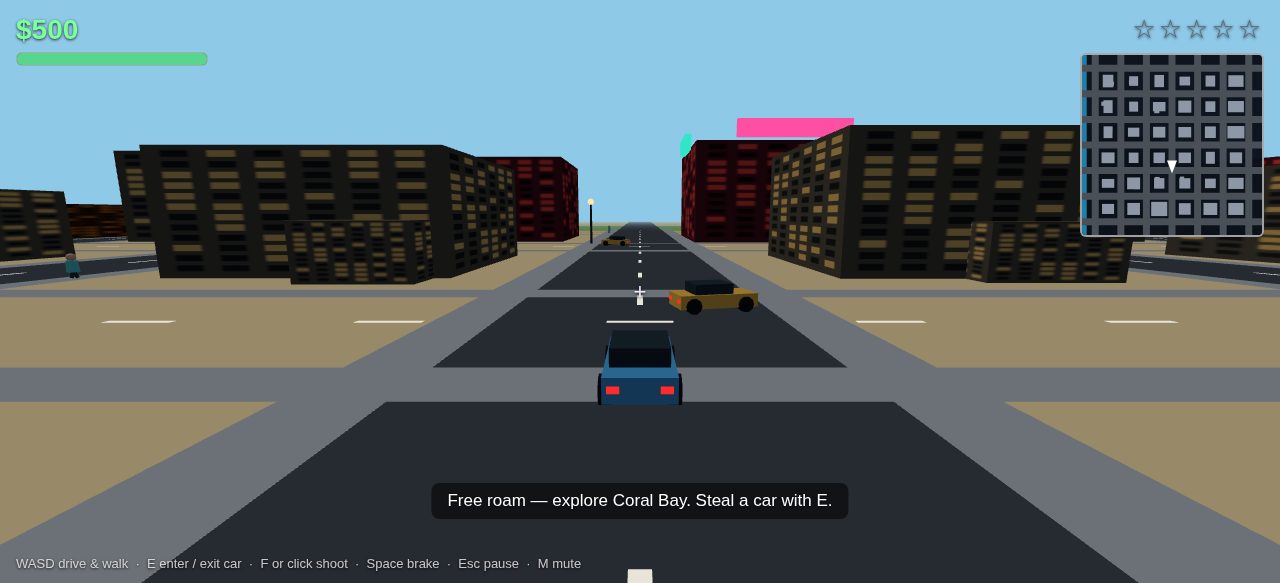 $500
☆ ☆ ☆ ☆ ☆
Free roam — explore Coral Bay. Steal a car with E.
WASD drive & walk · E enter / exit car · F or click shoot · Space brake · Esc pause · M mute